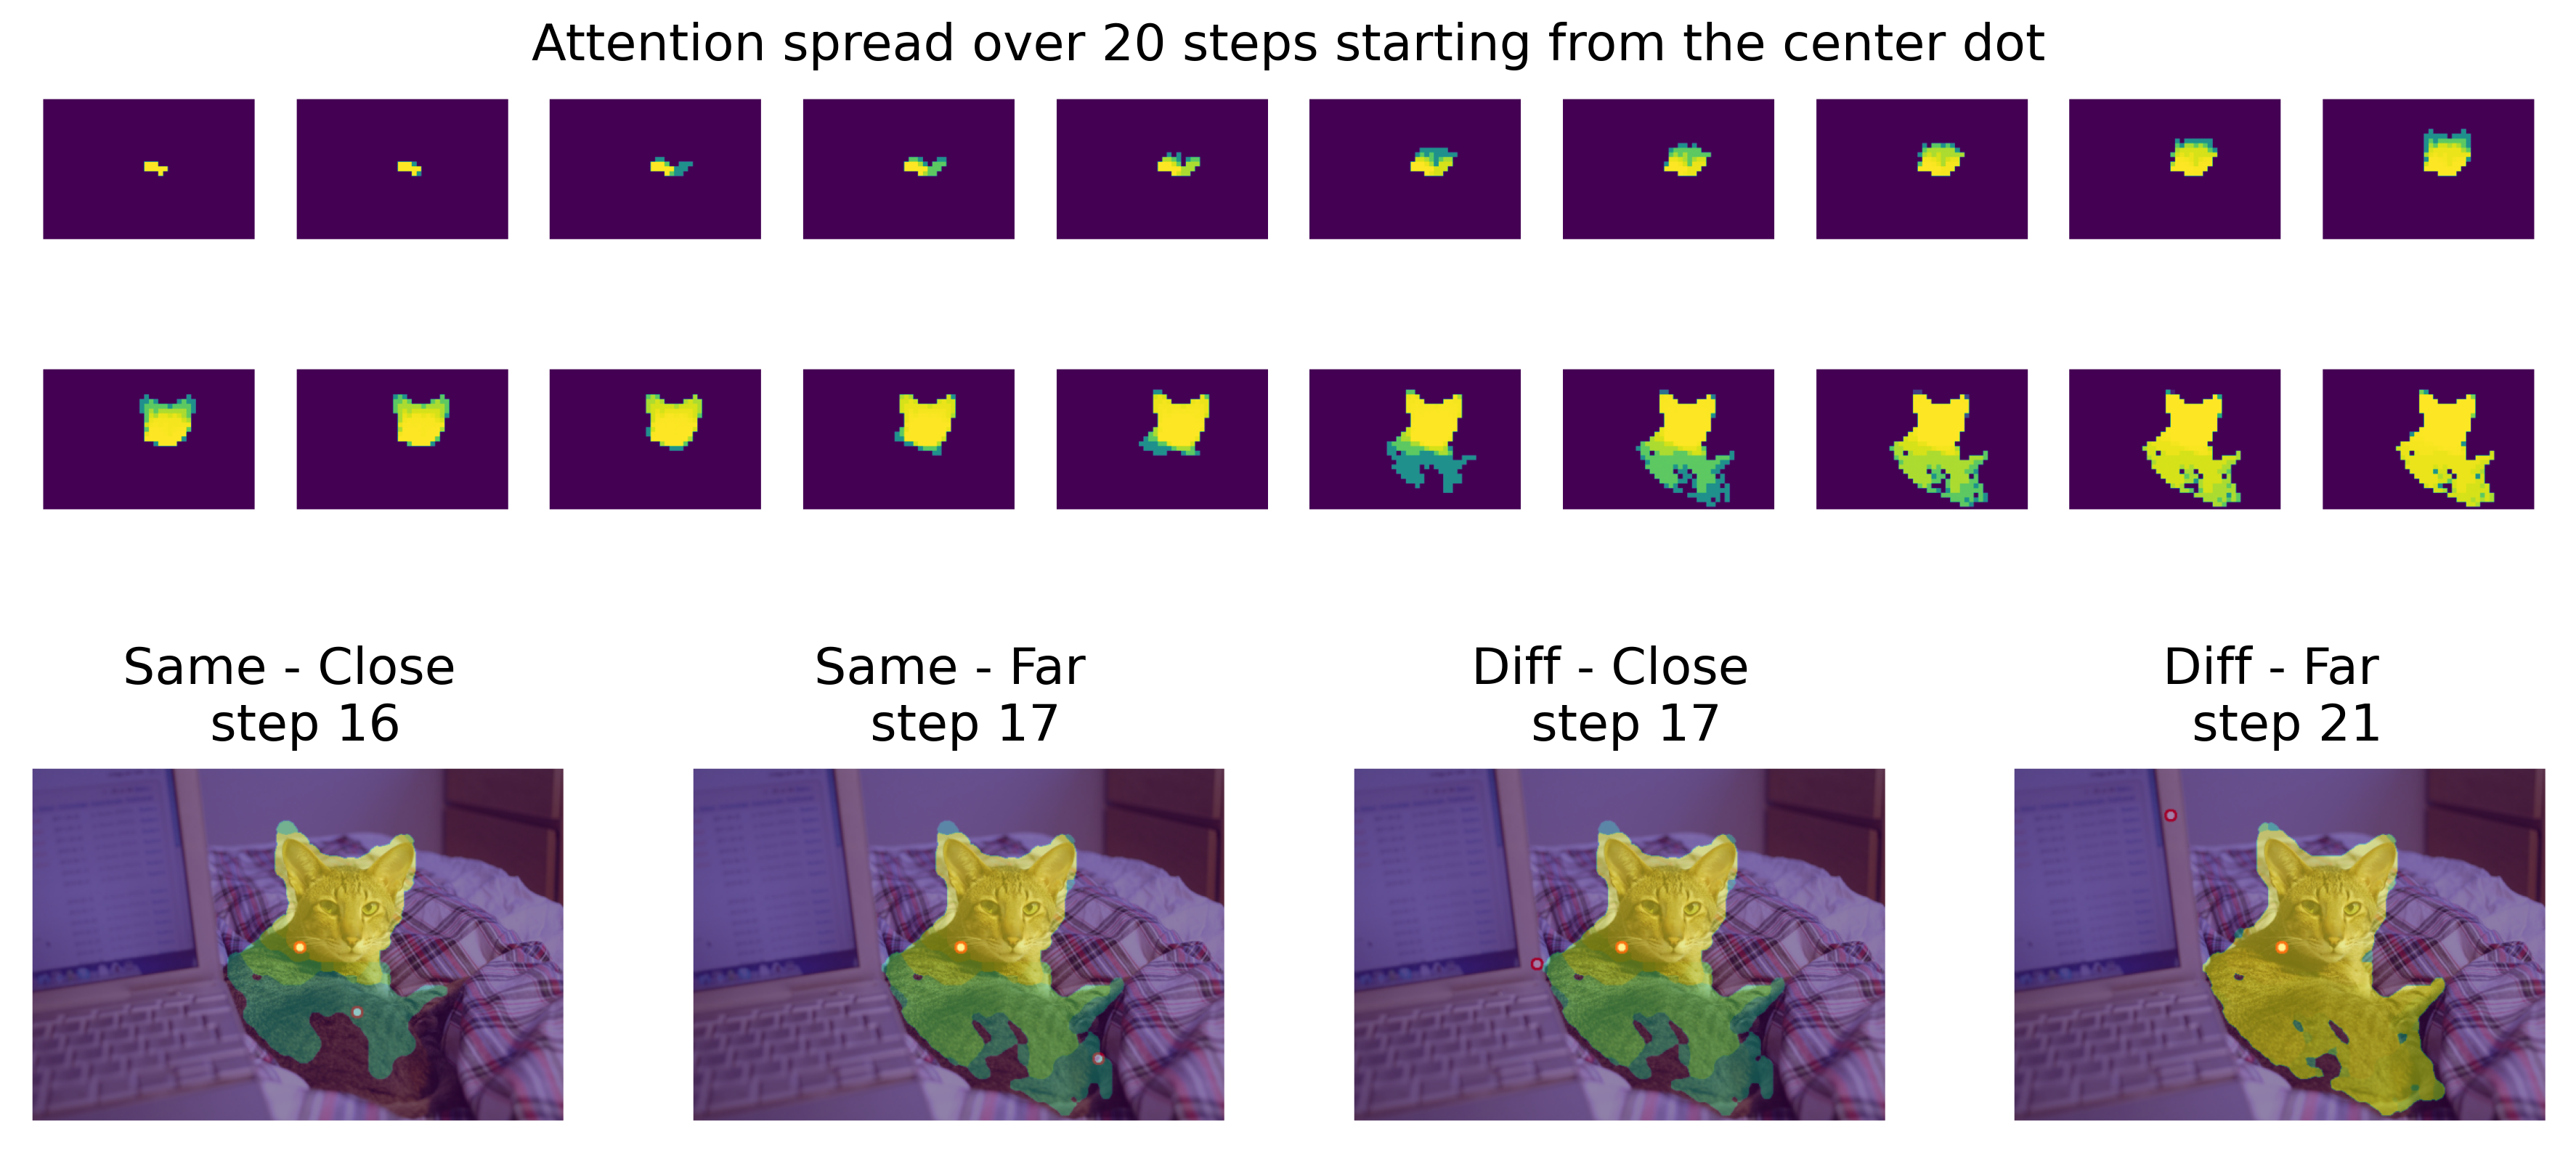 Attention spread over 20 steps starting from the center dot
Same - Close
step 16
Same - Far
step 17
Diff - Close
step 17
Diff - Far
step 21